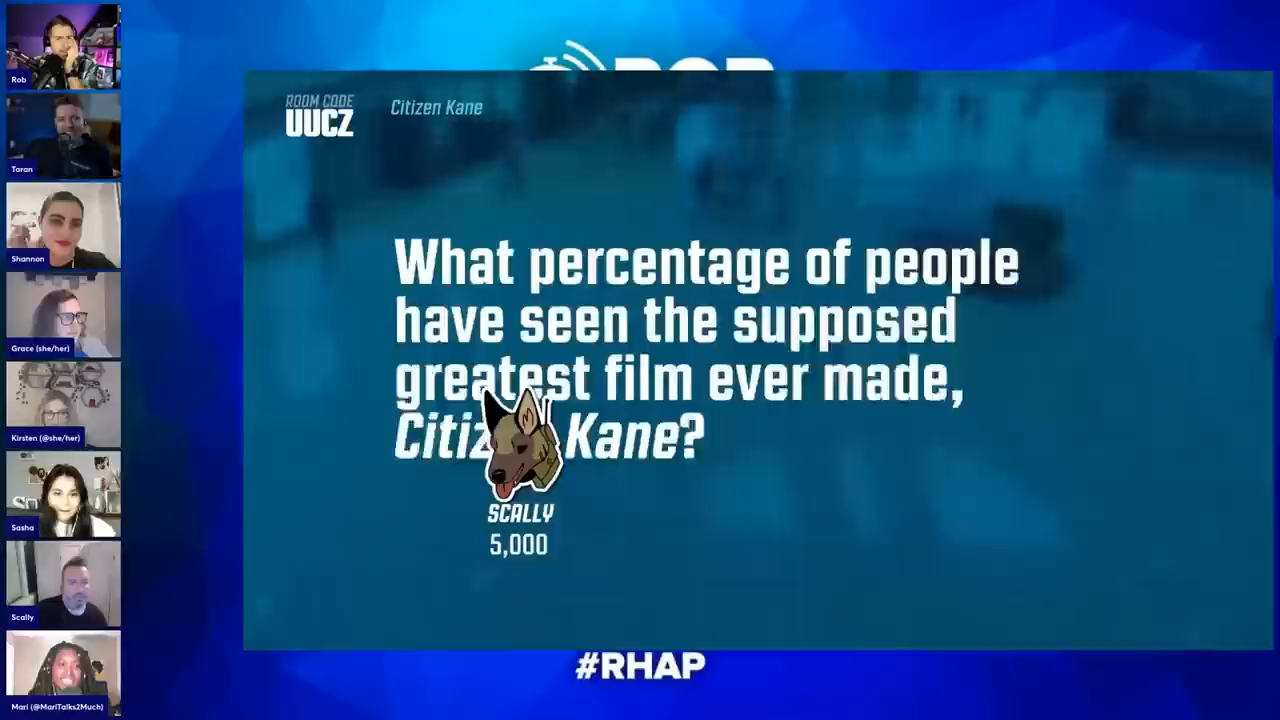 Rob
Taran
Shannon
Grace (she/her)
Kirsten (@she/her)
Sasha
Scally
Mari (@MariTalks2Much)
ROOM CODE
UUCZ
Citizen Kane
What percentage of people
have seen the supposed
greatest film ever made,
Citiz Kane?
SCALLY
5,000
#RHAP